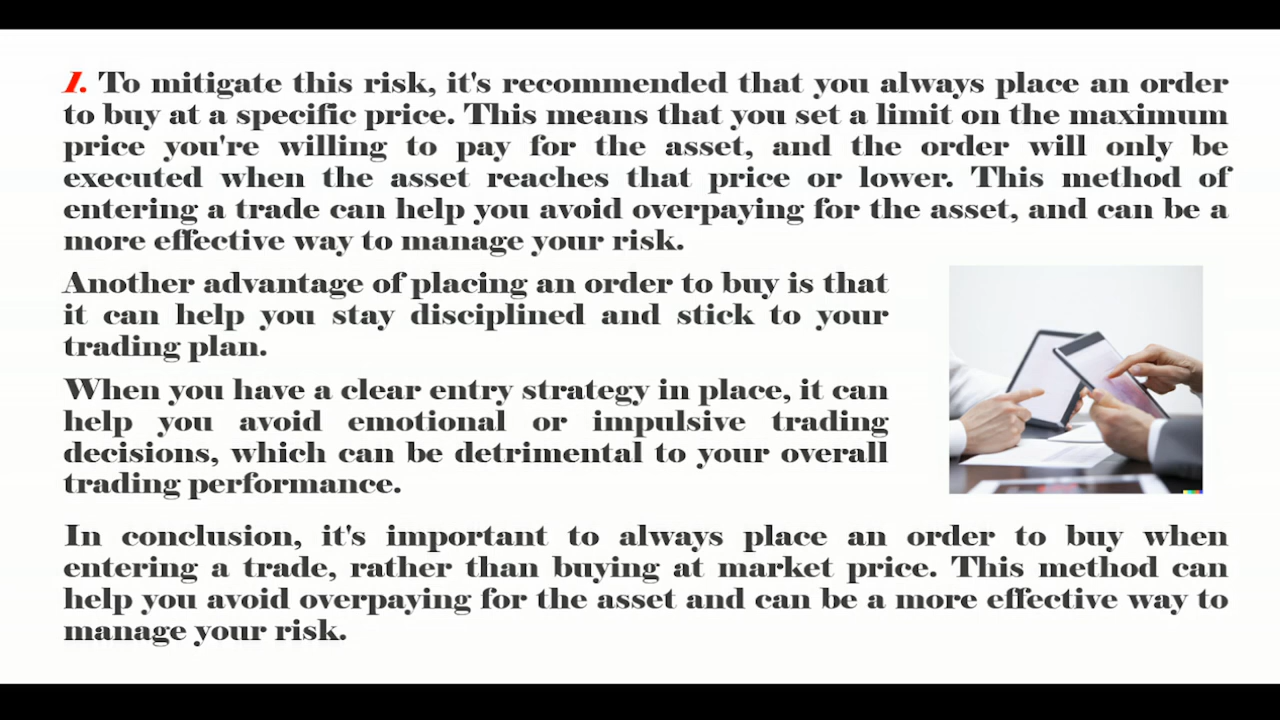 1. To mitigate this risk, it's recommended that you always place an order
to buy at a specific price. This means that you set a limit on the maximum
price you're willing to pay for the asset, and the order will only be
executed when the asset reaches that price or lower. This method of
entering a trade can help you avoid overpaying for the asset, and can be a
more effective way to manage your risk.
Another advantage of placing an order to buy is that
it can help you stay disciplined and stick to your
trading plan.
When you have a clear entry strategy in place, it can
help you avoid emotional or impulsive trading
decisions, which can be detrimental to your overall
trading performance.
In conclusion, it's important to always place an order to buy when
entering a trade, rather than buying at market price. This method can
help you avoid overpaying for the asset and can be a more effective way to
manage your risk.